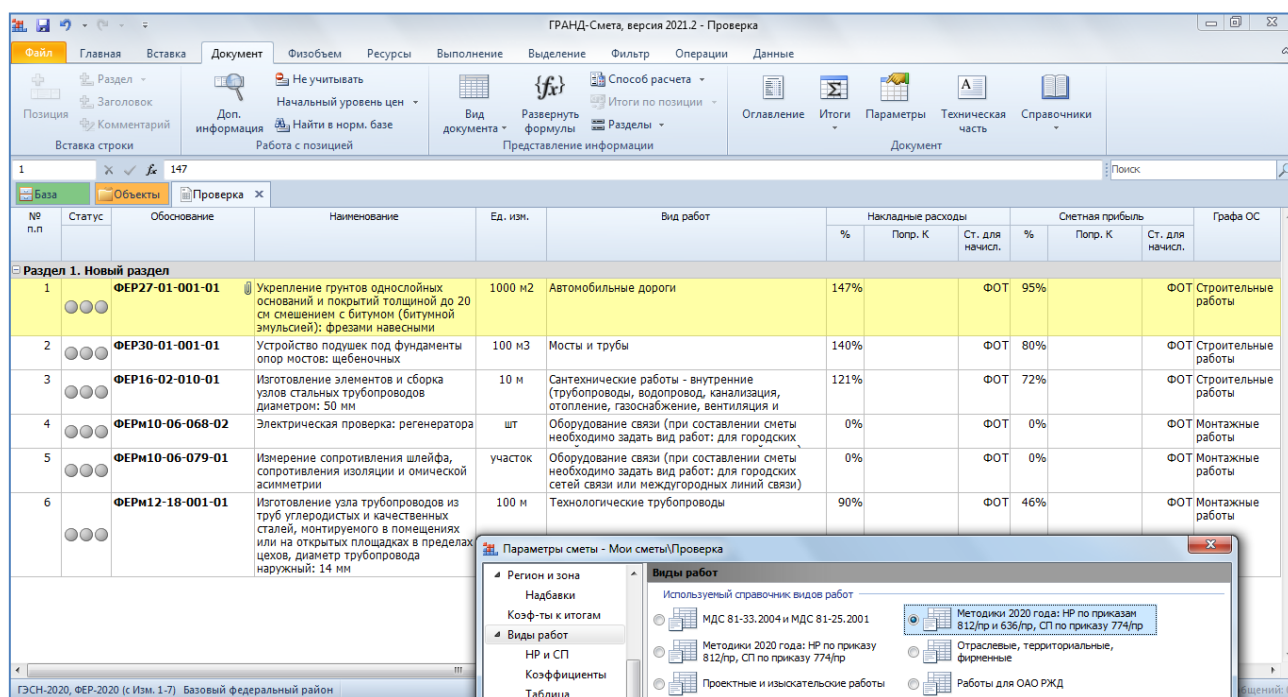 ГРАНД-Смета, версия 2021.2 - Проверка
Файл Главная Вставка Документ Физобъем Ресурсы Выполнение Выделение Фильтр Операции Данные
Позиция
Раздел
Заголовок
Комментарий
Вставка строки
Доп. информация
Не учитывать
Начальный уровень цен
Найти в норм. базе
Работа с позицией
Вид документа
Развернуть формулы
Способ расчета
Итоги по позиции
Разделы
Представление информации
Оглавление
Итоги
Параметры
Техническая часть
Справочники
Документ
1 fx 147 Поиск
База Объекты Проверка
№ п.п Статус Обоснование Наименование Ед. изм. Вид работ Накладные расходы Сметная прибыль Графа ОС
% Попр. К Ст. для начисл. % Попр. К Ст. для начисл.
Раздел 1. Новый раздел
1 ФЕР27-01-001-01 Укрепление грунтов однослойных 1000 м2 Автомобильные дороги 147% ФОТ 95% ФОТ Строительные
оснований и покрытий толщиной до 20 работы
см смешением с битумом (битумной
эмульсией): фрезами навесными
2 ФЕР30-01-001-01 Устройство подушек под фундаменты 100 м3 Мосты и трубы 140% ФОТ 80% ФОТ Строительные
опор мостов: щебеночных работы
3 ФЕР16-02-010-01 Изготовление элементов и сборка 10 м Сантехнические работы - внутренние 121% ФОТ 72% ФОТ Строительные
узлов стальных трубопроводов (трубопроводы, водопровод, канализация, работы
диаметром: 50 мм отопление, газоснабжение, вентиляция и
4 ФЕРм10-06-068-02 Электрическая проверка: регенератора шт Оборудование связи (при составлении сметы 0% ФОТ 0% ФОТ Монтажные
необходимо задать вид работ: для городских работы
5 ФЕРм10-06-079-01 Измерение сопротивления шлейфа, участок Оборудование связи (при составлении сметы 0% ФОТ 0% ФОТ Монтажные
сопротивления изоляции и омической необходимо задать вид работ: для городских работы
асимметрии сетей связи или междугородных линий связи)
6 ФЕРм12-18-001-01 Изготовление узла трубопроводов из 100 м Технологические трубопроводы 90% ФОТ 46% ФОТ Монтажные
труб углеродистых и качественных работы
сталей, монтируемого в помещениях
или на открытых площадках в пределах
цехов, диаметр трубопровода
наружный: 14 мм
Параметры сметы - Мои сметы\Проверка
Регион и зона
Надбавки
Коэф-ты к итогам
Виды работ
НР и СП
Коэффициенты
Таблица
Виды работ
Используемый справочник видов работ
МДС 81-33.2004 и МДС 81-25.2001
Методики 2020 года: НР по приказам
812/пр и 636/пр, СП по приказу 774/пр
Методики 2020 года: НР по приказу
812/пр, СП по приказу 774/пр
Отраслевые, территориальные,
фирменные
Проектные и изыскательские работы
Работы для ОАО РЖД
ГЭСН-2020, ФЕР-2020 (с Изм. 1-7) Базовый федеральный район